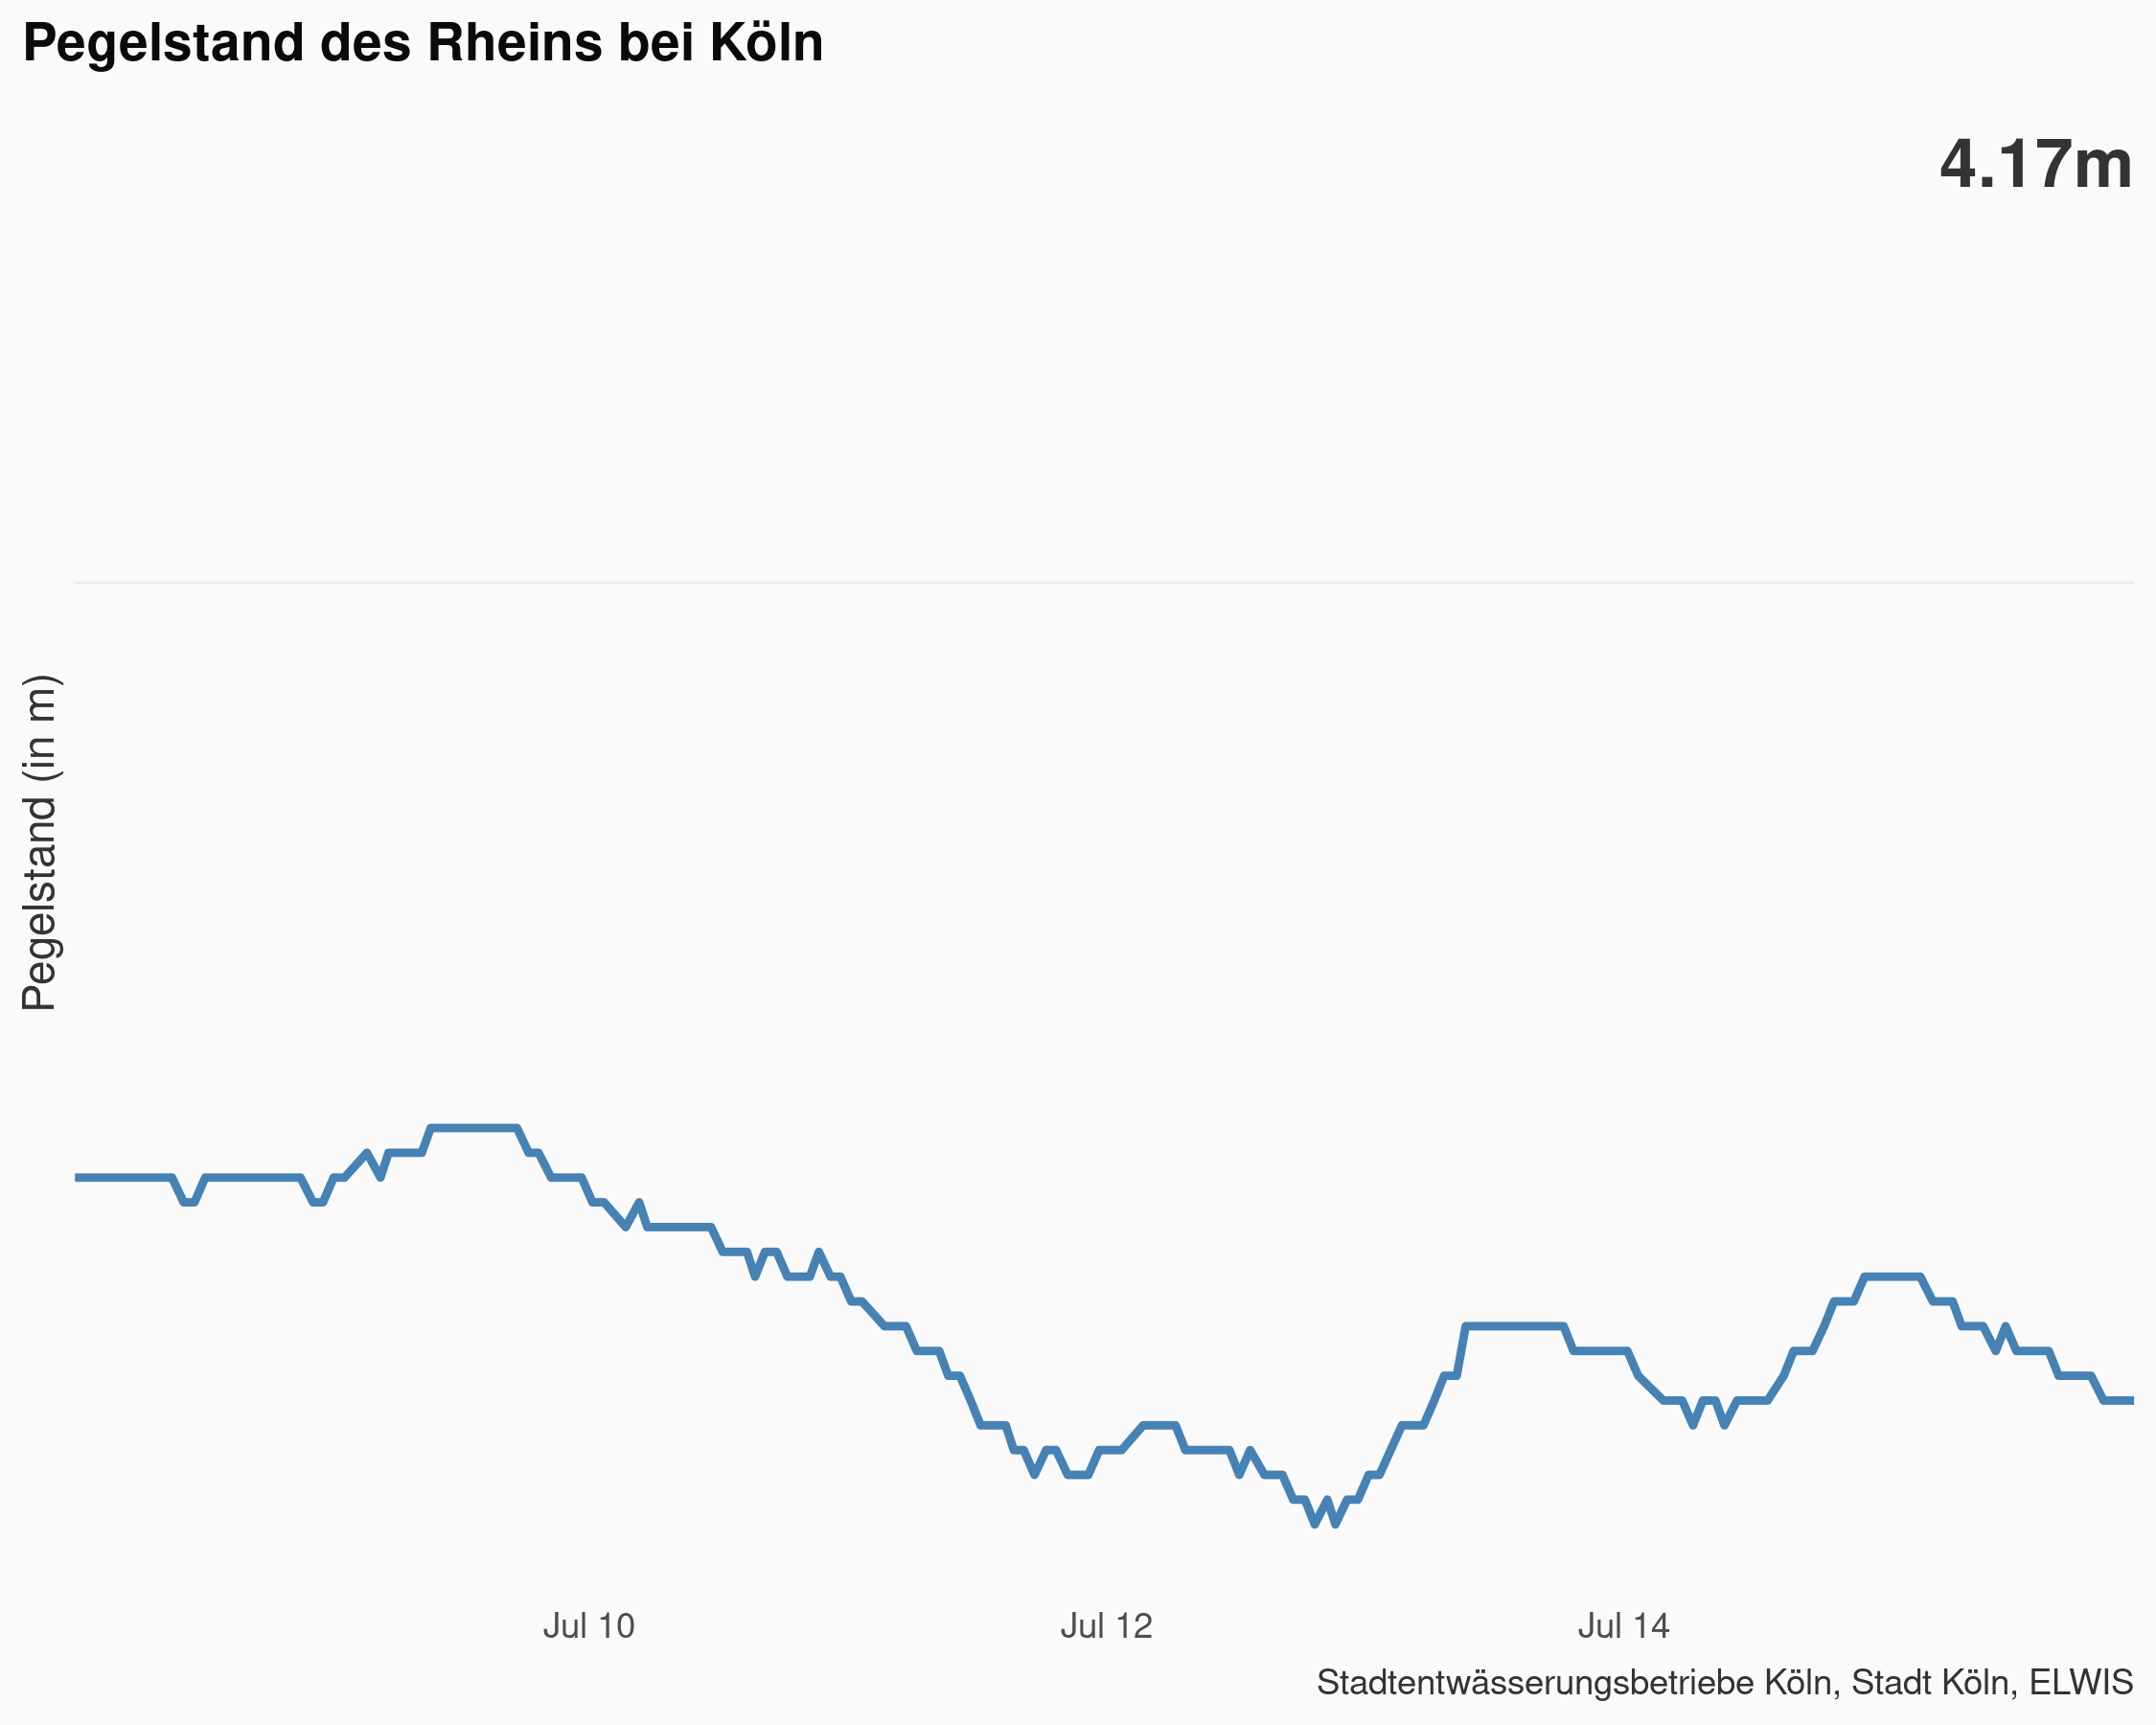 Pegelstand des Rheins bei Köln
4.17m
Pegelstand (in m)
Jul 10
Jul 12
Jul 14
Stadtentwässerungsbetriebe Köln, Stadt Köln, ELWIS